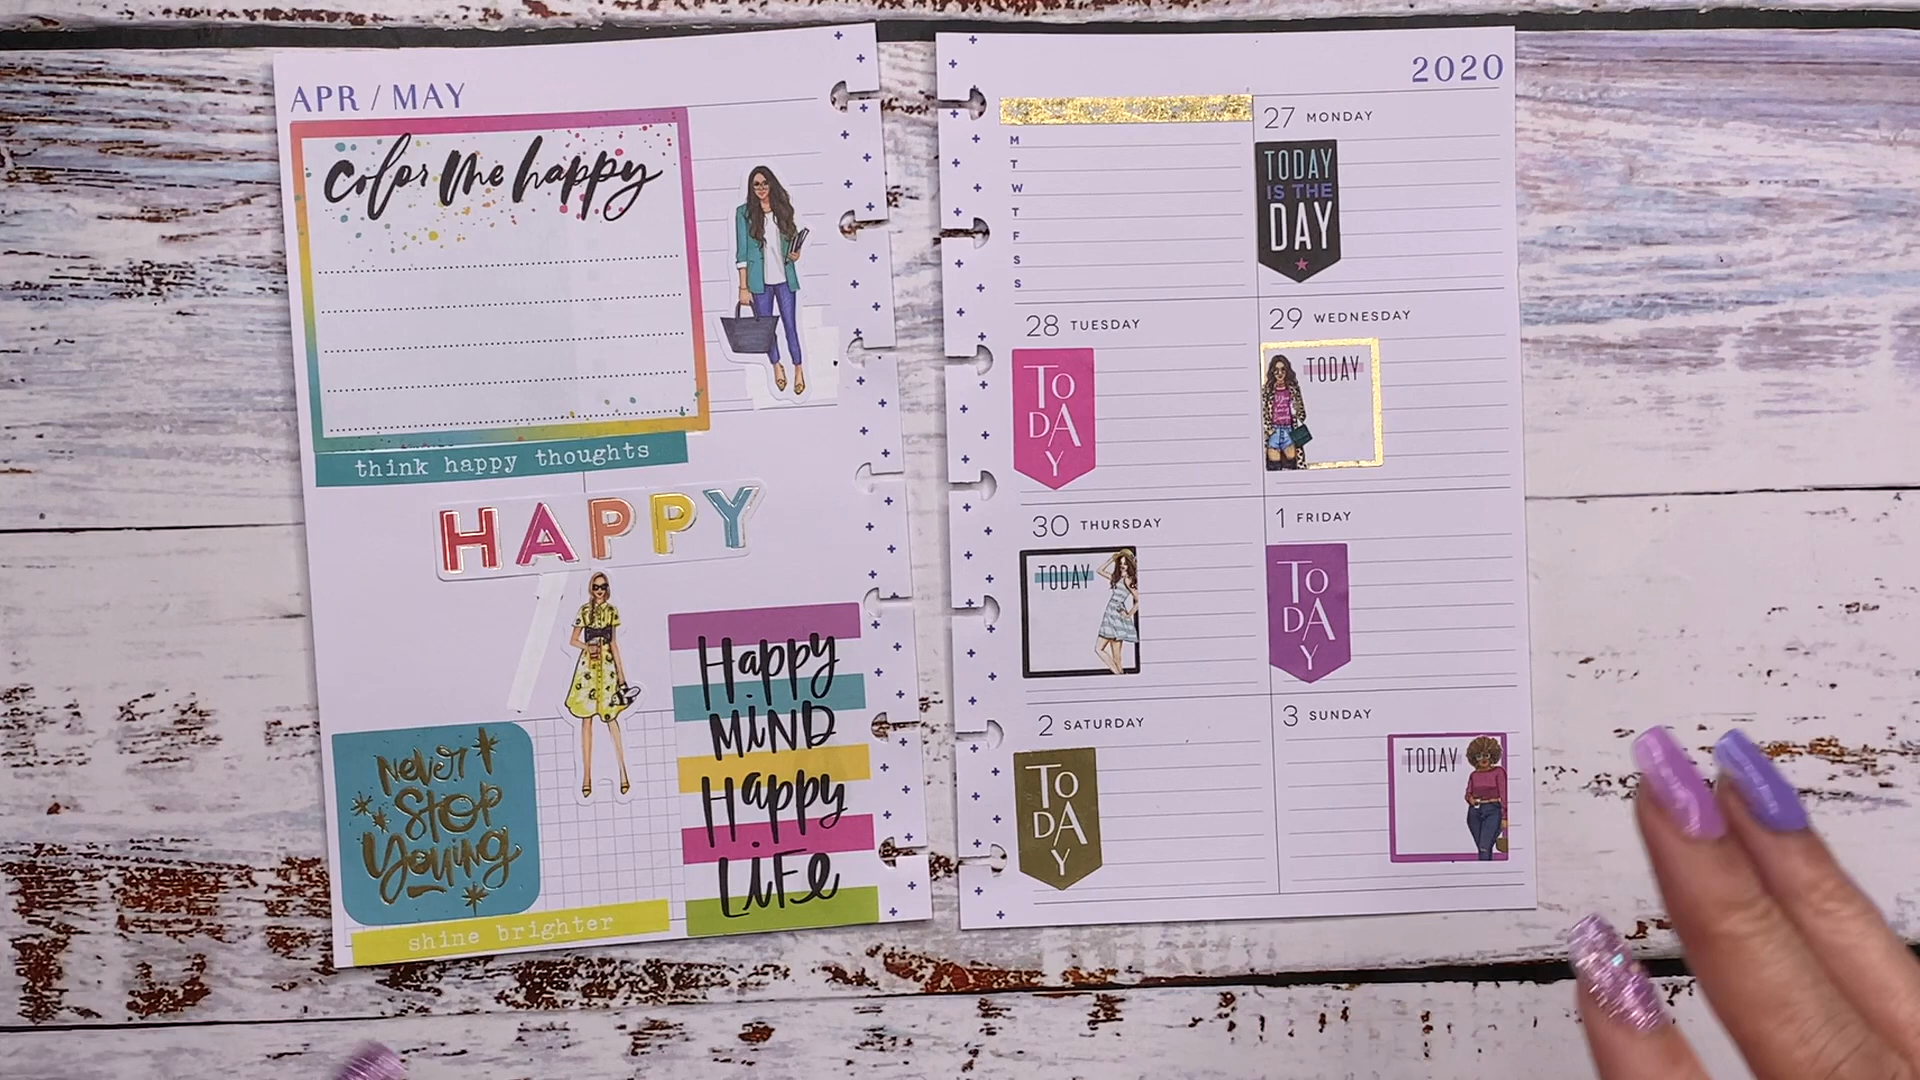 APR / MAY
Color Me happy
think happy thoughts
HAPPY
Never
Stop
Yessing
shine brighter
Happy
MIND
Happy
LiFe
2020
M
T
W
T
F
S
S
27 MONDAY
TODAY
IS THE
DAY
28 TUESDAY
TO
DA
Y
29 WEDNESDAY
TODAY
30 THURSDAY
TODAY
1 FRIDAY
TO
DA
Y
2 SATURDAY
TO
DA
Y
3 SUNDAY
TODAY